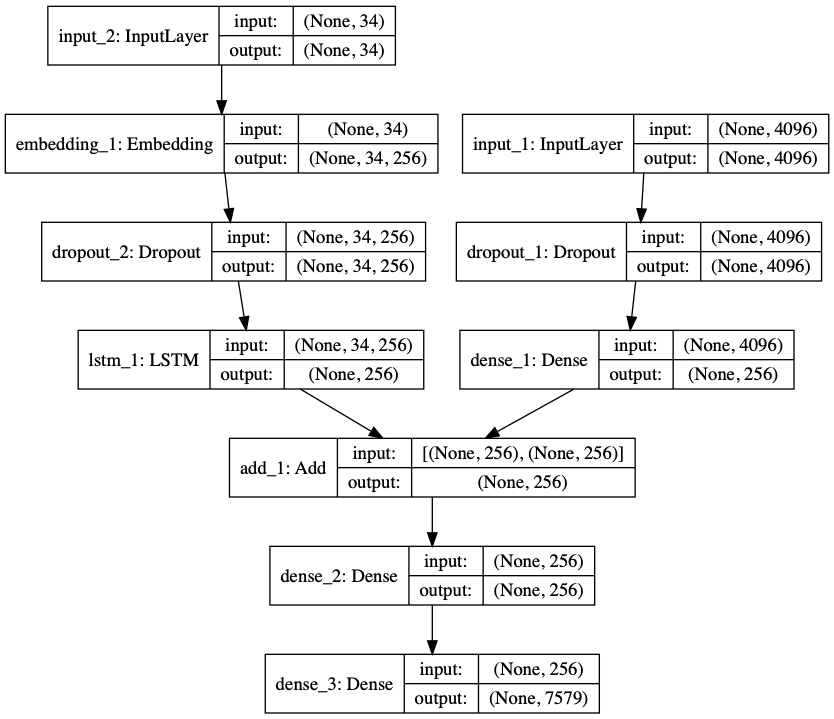 input_2: InputLayer
input: (None, 34)
output: (None, 34)
embedding_1: Embedding
input: (None, 34)
output: (None, 34, 256)
input_1: InputLayer
input: (None, 4096)
output: (None, 4096)
dropout_2: Dropout
input: (None, 34, 256)
output: (None, 34, 256)
dropout_1: Dropout
input: (None, 4096)
output: (None, 4096)
lstm_1: LSTM
input: (None, 34, 256)
output: (None, 256)
dense_1: Dense
input: (None, 4096)
output: (None, 256)
add_1: Add
input: [(None, 256), (None, 256)]
output: (None, 256)
dense_2: Dense
input: (None, 256)
output: (None, 256)
dense_3: Dense
input: (None, 256)
output: (None, 7579)